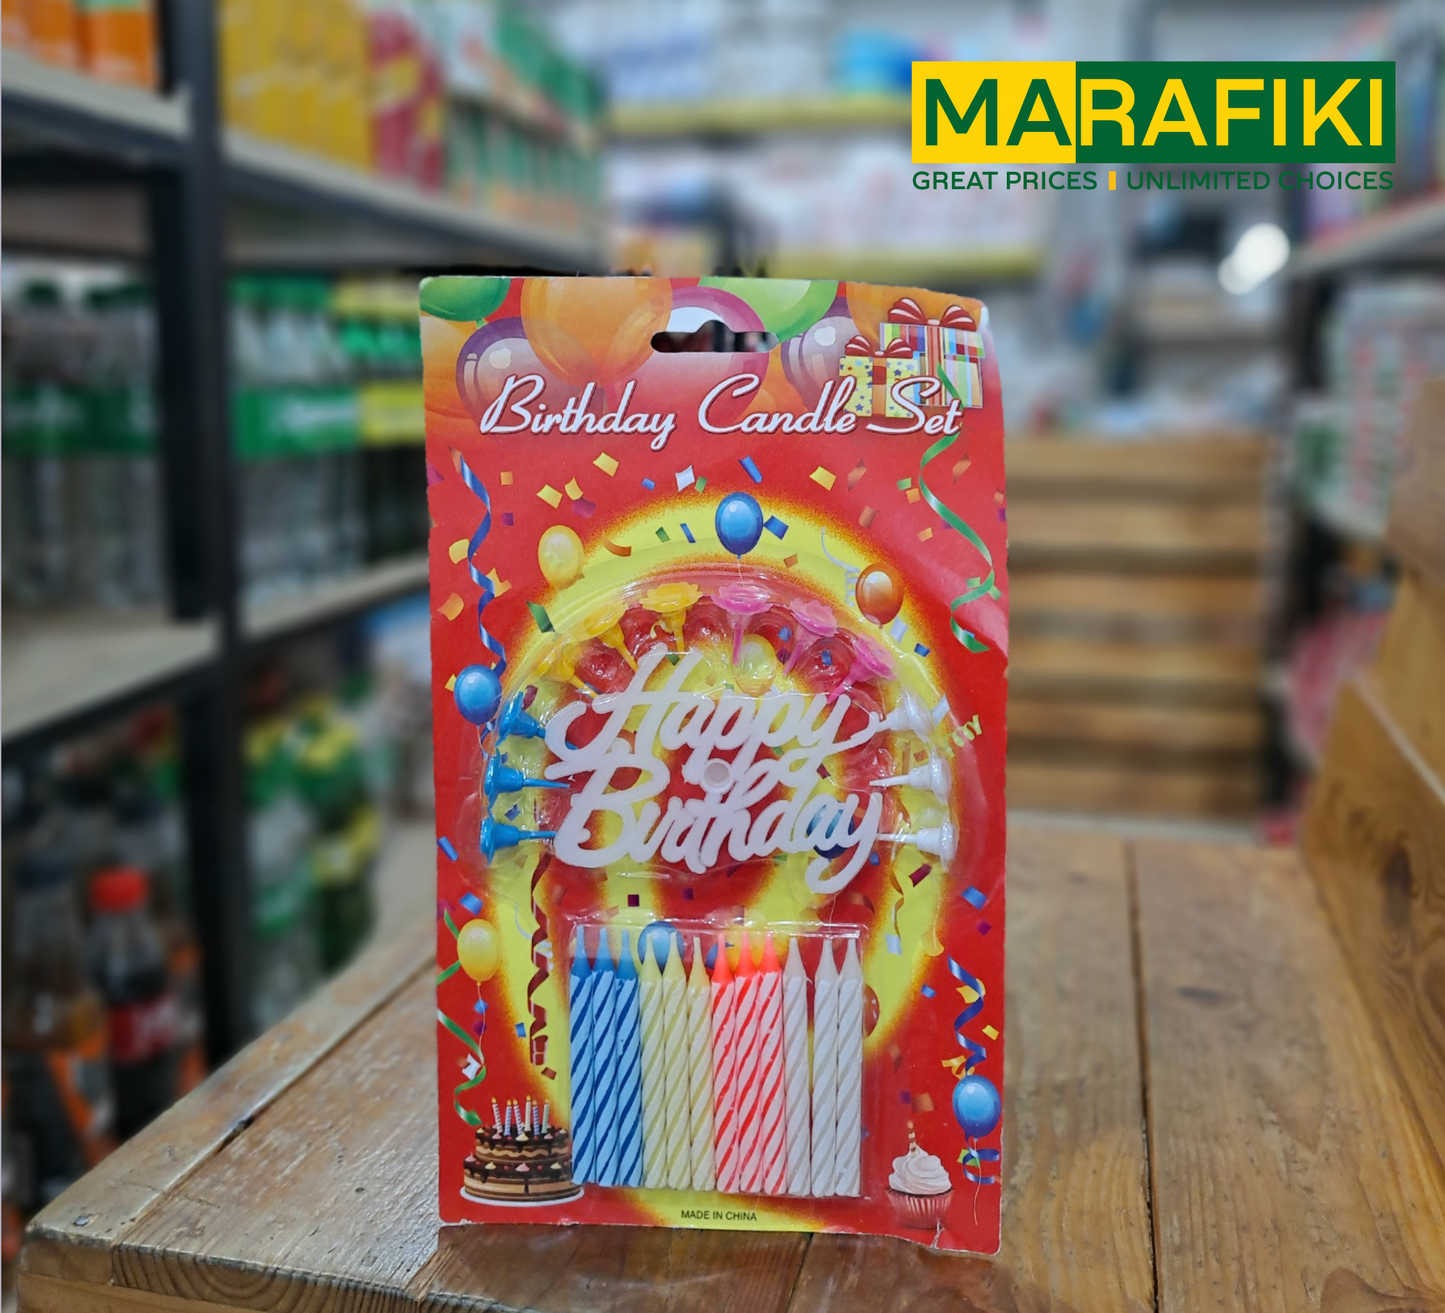 MARAFIKI
GREAT PRICES UNLIMITED CHOICES
Birthday Candle Set
Happy
Birthday
MADE IN CHINA